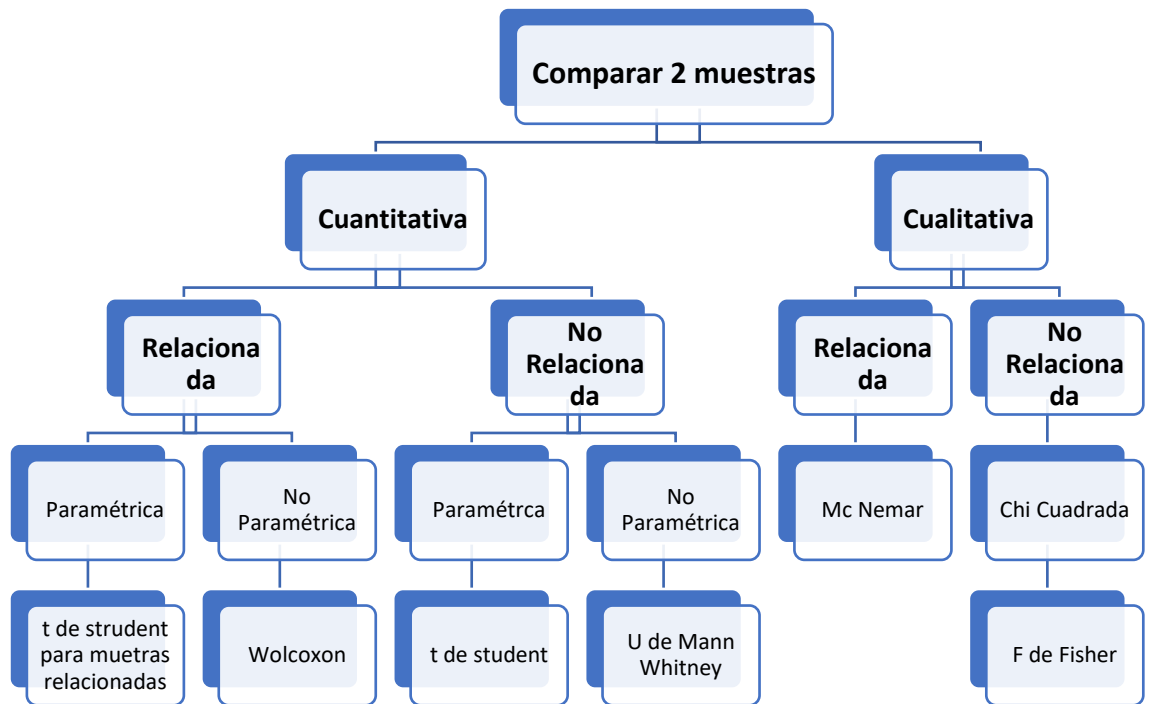 Comparar 2 muestras
Cuantitativa
Cualitativa
Relaciona
da
No
Relaciona
da
Relaciona
da
No
Relaciona
da
Paramétrica
No
Paramétrica
Paramétrca
No
Paramétrica
Mc Nemar
Chi Cuadrada
t de strudent
para muetras
relacionadas
Wolcoxon
t de student
U de Mann
Whitney
F de Fisher